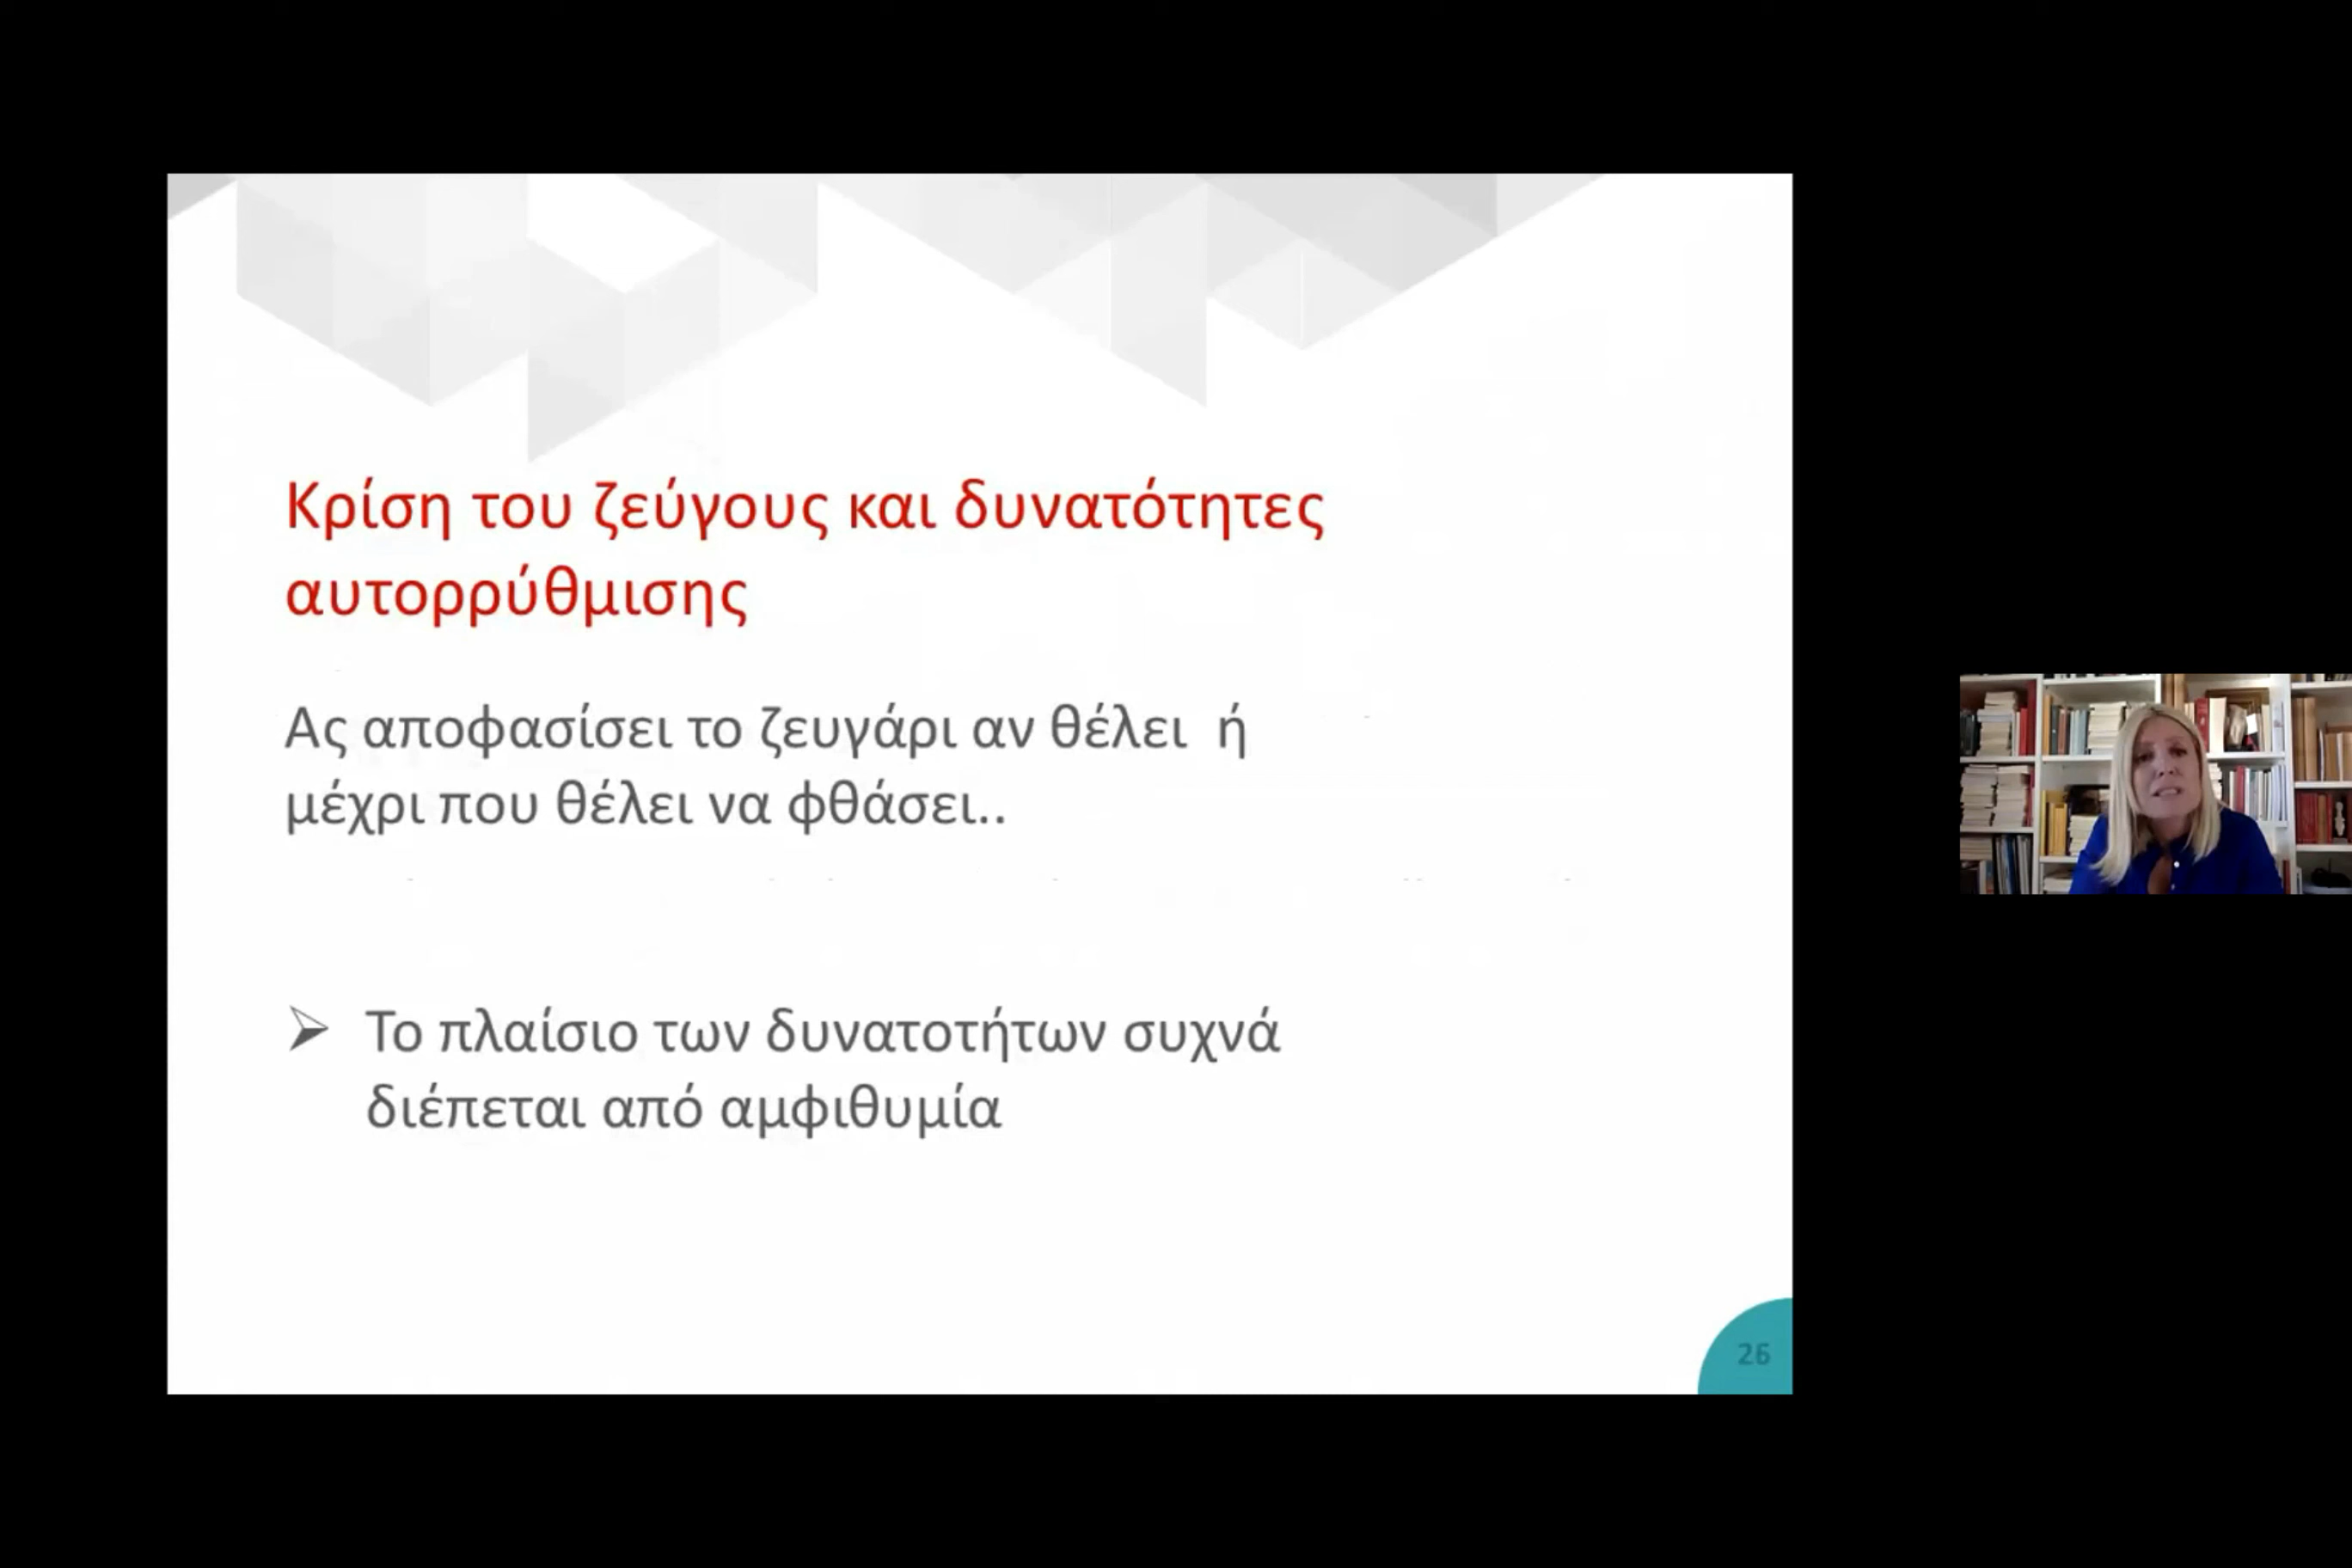 Κρίση του ζεύγους και δυνατότητες
αυτορρύθμισης
Ας αποφασίσει το ζευγάρι αν θέλει  ή
μέχρι που θέλει να φθάσει..
➢ Το πλαίσιο των δυνατοτήτων συχνά
διέπεται από αμφιθυμία
26